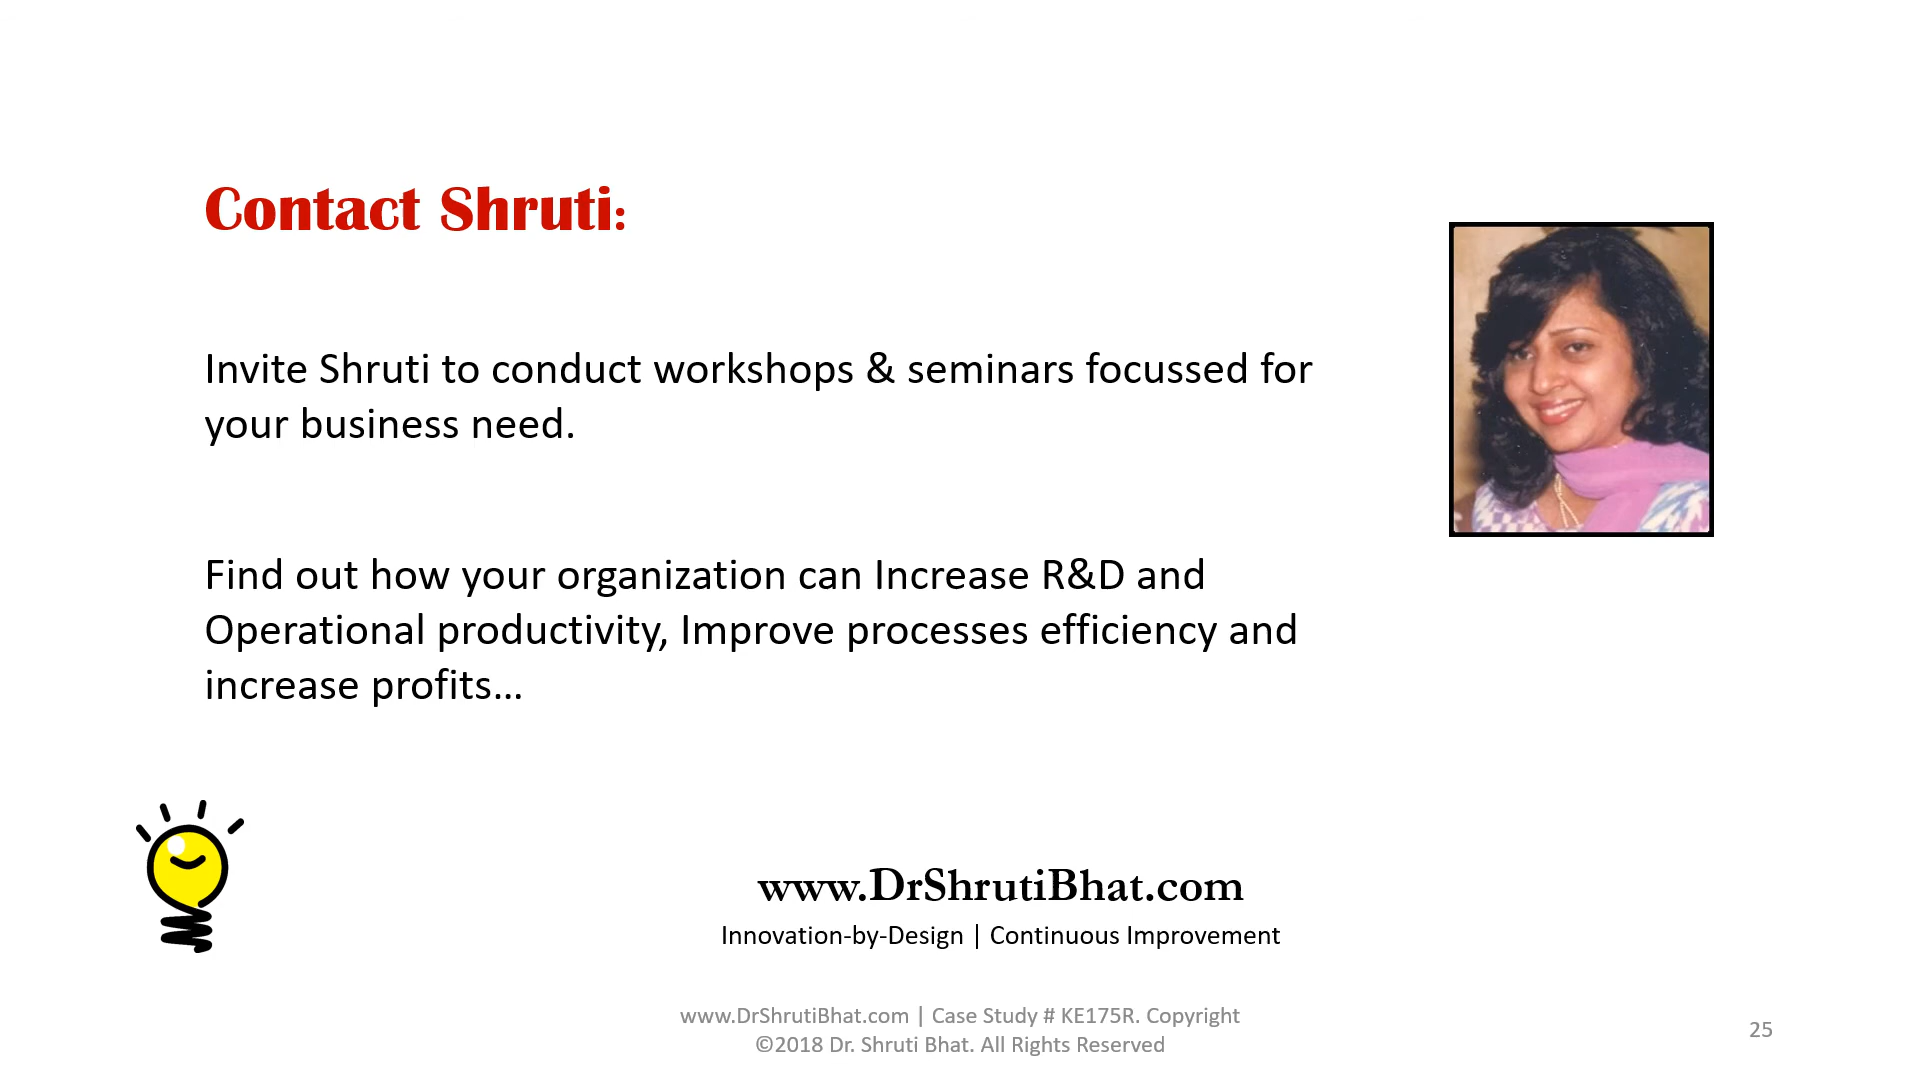 Contact Shruti:
Invite Shruti to conduct workshops & seminars focussed for
your business need.
Find out how your organization can Increase R&D and
Operational productivity, Improve processes efficiency and
increase profits…
www.DrShrutiBhat.com
Innovation-by-Design | Continuous Improvement
www.DrShrutiBhat.com | Case Study # KE175R. Copyright
©2018 Dr. Shruti Bhat. All Rights Reserved
25